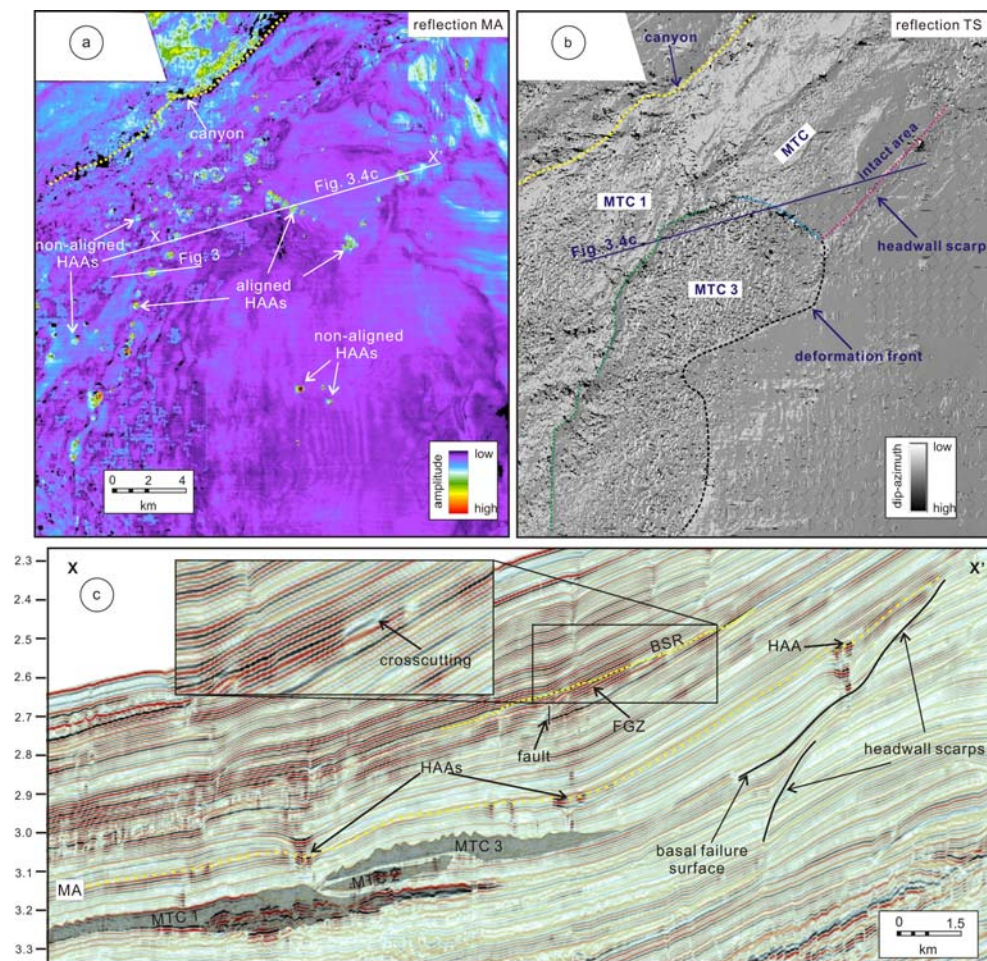 a
reflection MA
canyon
X'
Fig. 3.4c
X
non-aligned
HAAs
Fig. 3
aligned
HAAs
non-aligned
HAAs
0 2 4
km
amplitude
low
high
b
reflection TS
canyon
MTC
Intact area
MTC 1
Fig. 3.4c
headwall scarp
MTC 3
deformation front
dip-azimuth
low
high
2.3
2.4
2.5
2.6
2.7
2.8
2.9
3.0
3.1
3.2
3.3
X
c
X'
crosscutting
BSR
HAA
FGZ
fault
HAAs
headwall scarps
basal failure
surface
MTC 3
MTC 2
MA
MTC 1
0 1.5
km